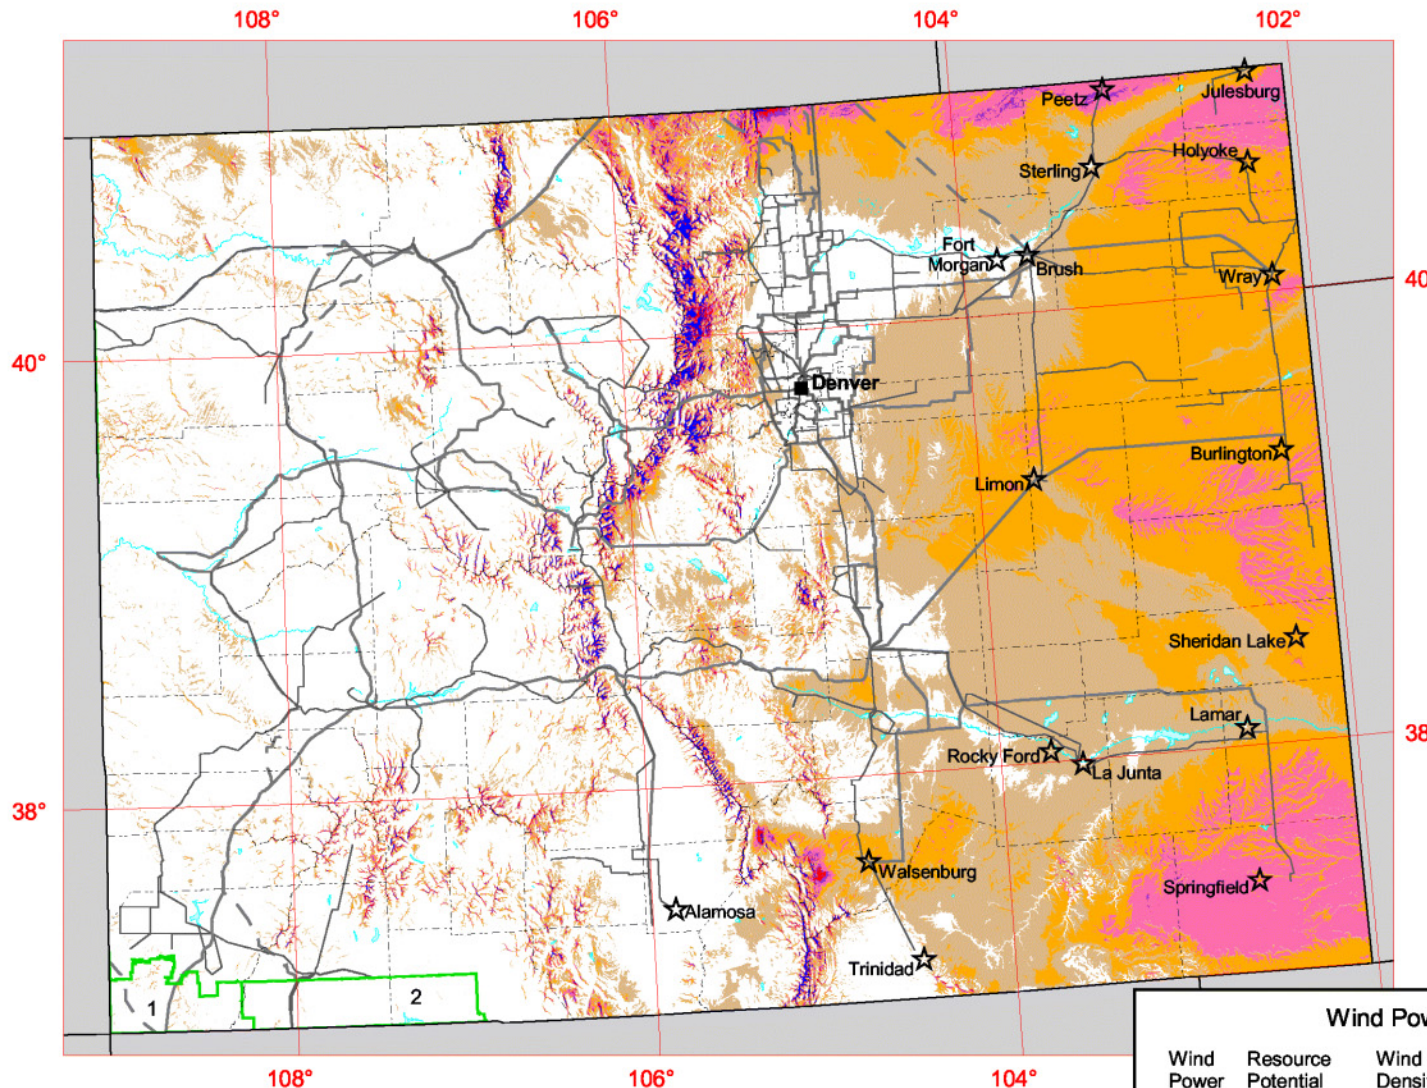 108°
106°
104°
102°
Peetz
Julesburg
Sterling
Holyoke
Fort
Morgan
Brush
Wray
40
40°
Denver
Burlington
Limon
Sheridan Lake
Lamar
Rocky Ford
La Junta
38°
38°
Walsenburg
Springfield
Alamosa
Trinidad
1
2
Wind Pow
Wind Resource Wind
Power Potential Densi
108°
106°
104°